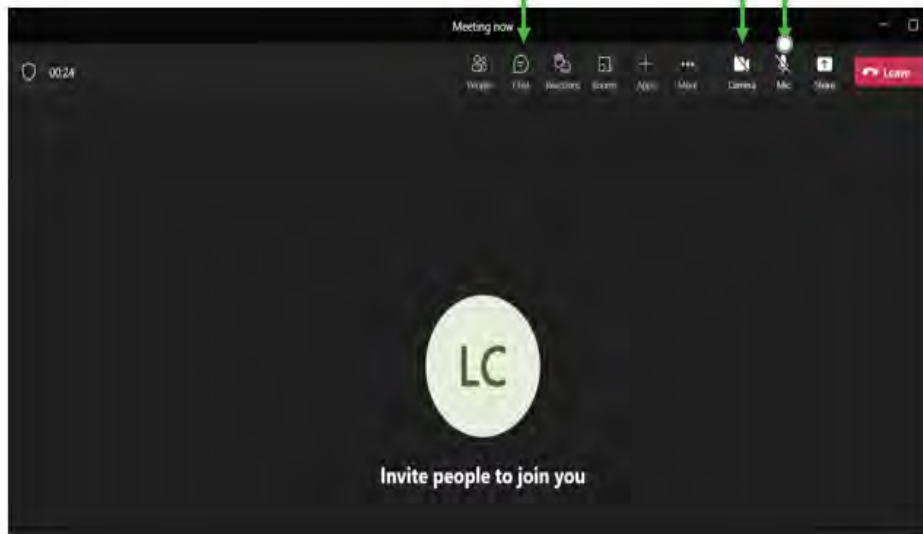 Meeting now
00:24
People Chat Reactions Rooms Apps More Camera Mic Share Leave
LC
Invite people to join you